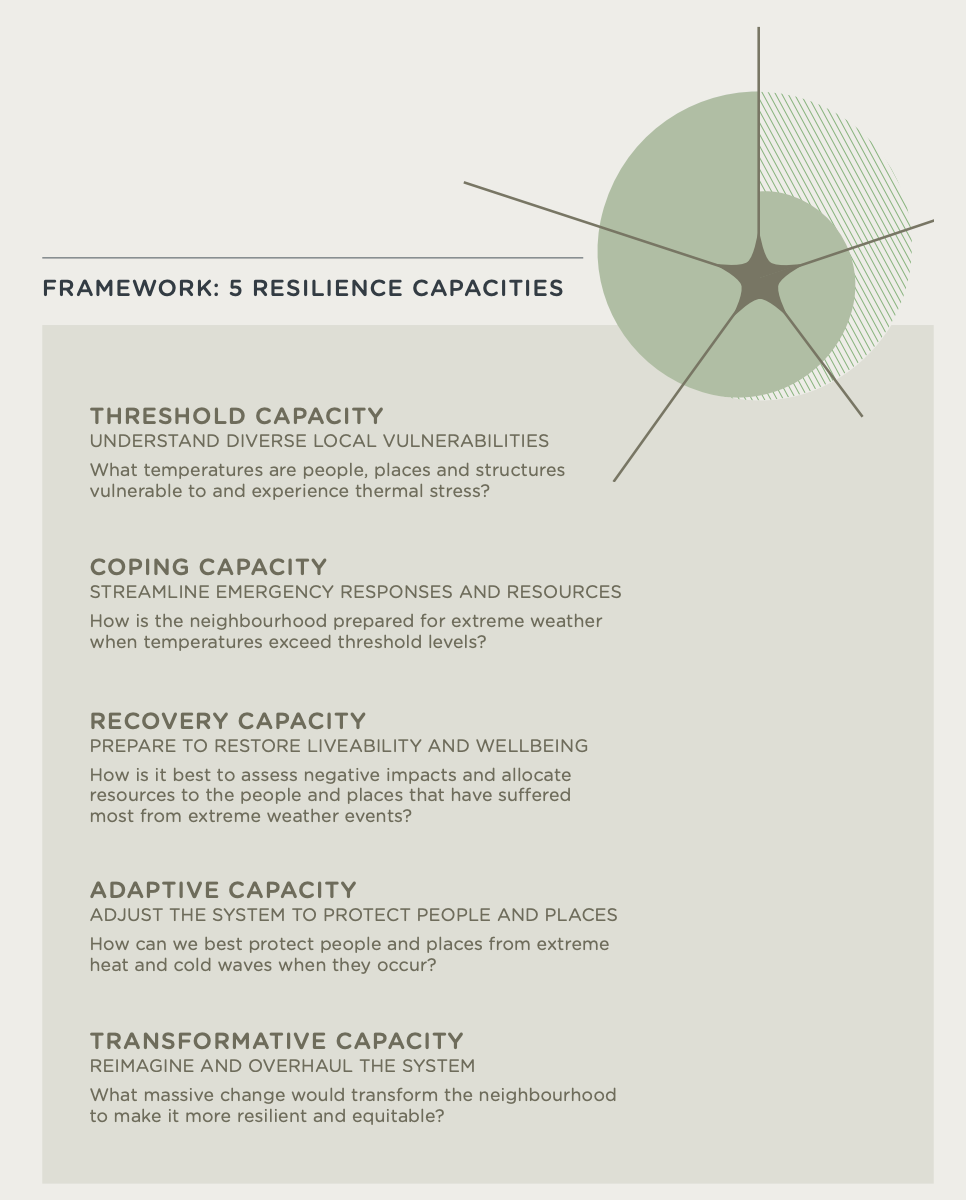 FRAMEWORK: 5 RESILIENCE CAPACITIES
THRESHOLD CAPACITY
UNDERSTAND DIVERSE LOCAL VULNERABILITIES
What temperatures are people, places and structures
vulnerable to and experience thermal stress?
COPING CAPACITY
STREAMLINE EMERGENCY RESPONSES AND RESOURCES
How is the neighbourhood prepared for extreme weather
when temperatures exceed threshold levels?
RECOVERY CAPACITY
PREPARE TO RESTORE LIVEABILITY AND WELLBEING
How is it best to assess negative impacts and allocate
resources to the people and places that have suffered
most from extreme weather events?
ADAPTIVE CAPACITY
ADJUST THE SYSTEM TO PROTECT PEOPLE AND PLACES
How can we best protect people and places from extreme
heat and cold waves when they occur?
TRANSFORMATIVE CAPACITY
REIMAGINE AND OVERHAUL THE SYSTEM
What massive change would transform the neighbourhood
to make it more resilient and equitable?